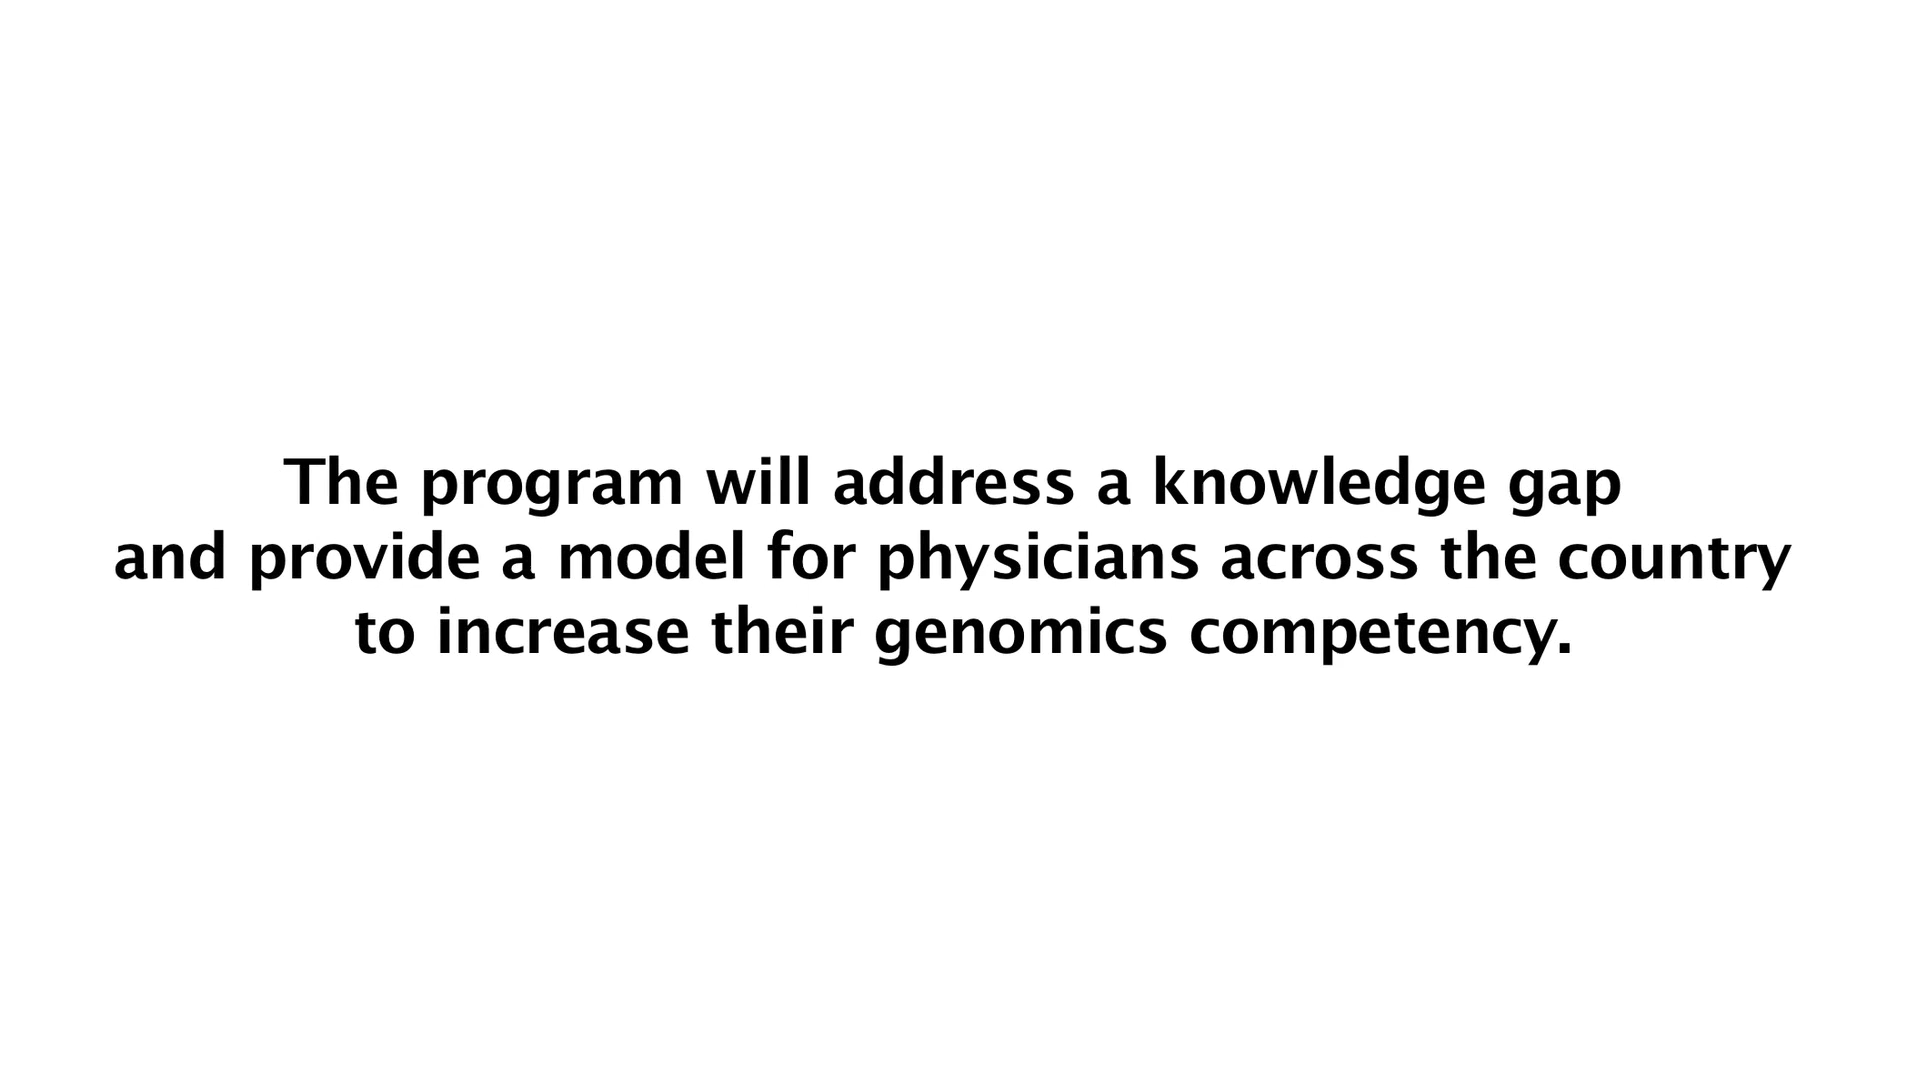 The program will address a knowledge gap
and provide a model for physicians across the country
to increase their genomics competency.